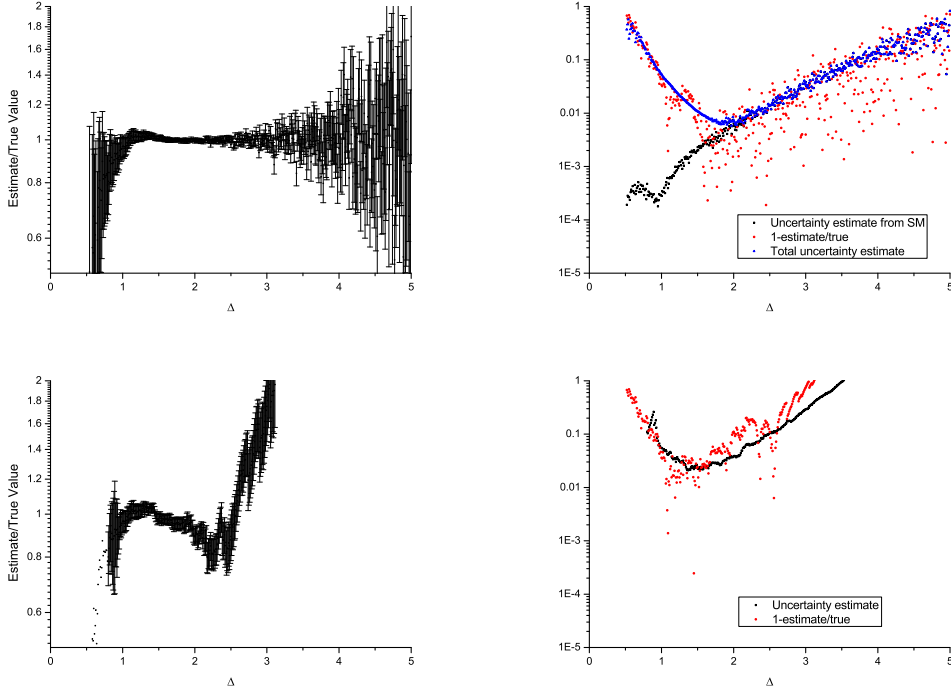 2
1.8
1.6
1.4
1.2
1
0.8
0.6
0 1 2 3 4 5
Δ
Estimate/True Value
1
0.1
0.01
1E-3
1E-4
1E-5
0 1 2 3 4 5
Δ
Uncertainty estimate from SM
1-estimate/true
Total uncertainty estimate
2
1.8
1.6
1.4
1.2
1
0.8
0.6
0 1 2 3 4 5
Δ
Estimate/True Value
1
0.1
0.01
1E-3
1E-4
1E-5
0 1 2 3 4 5
Δ
Uncertainty estimate
1-estimate/true